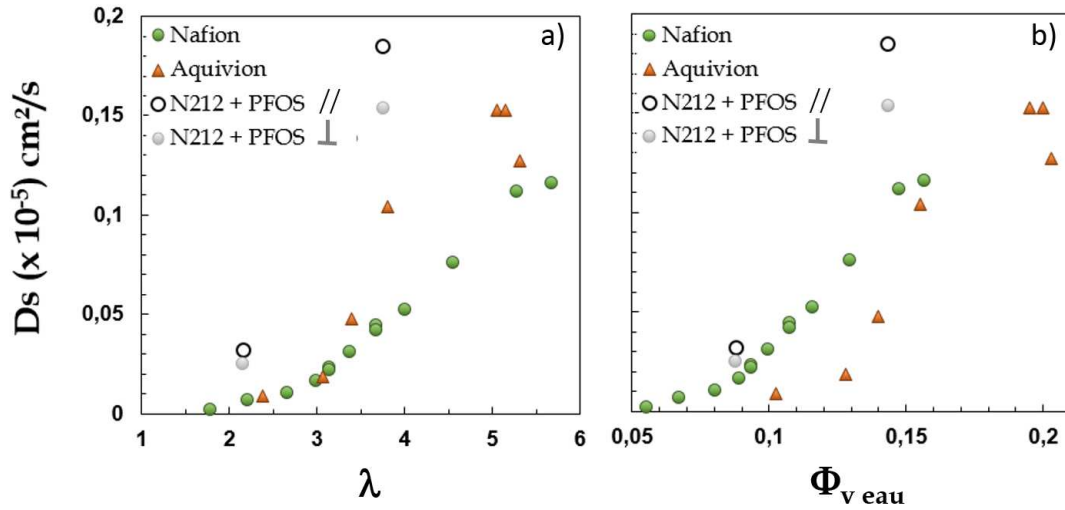 0,2
0,15
0,1
0,05
0
Ds (x 10⁻⁵) cm²/s
a)
Nafion
Aquivion
N212 + PFOS //
N212 + PFOS ⊥
1 2 3 4 5 6
λ
b)
Nafion
Aquivion
N212 + PFOS //
N212 + PFOS ⊥
0,05 0,1 0,15 0,2
Φv eau